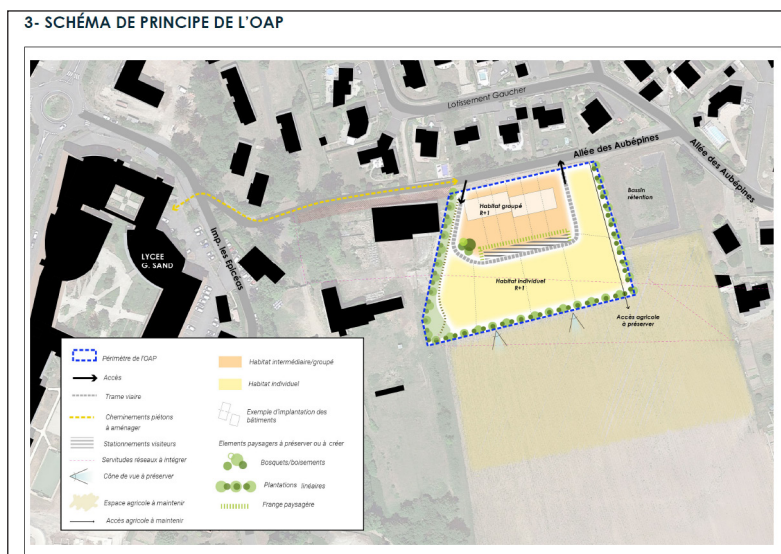 3- SCHÉMA DE PRINCIPE DE L'OAP
Lotissement Gaucher
Allée des Aubépines
Allée des Aubépines
Bassin
rétention
Habitat groupé
R+1
LYCEE
G. SAND
Imp. les Epicéas
Habitat individuel
R+1
Accès agricole
à préserver
Périmètre de l'OAP
Accès
Trame viaire
Cheminements piétons
à aménager
Stationnements visiteurs
Servitudes réseaux à intégrer
Cône de vue à préserver
Espace agricole à maintenir
Accès agricole à maintenir
Habitat intermédiaire/groupé
Habitat individuel
Exemple d'implantation des
bâtiments
Elements paysagers à préserver ou à créer
Bosquets/boisements
Plantations linéaires
Frange paysagère